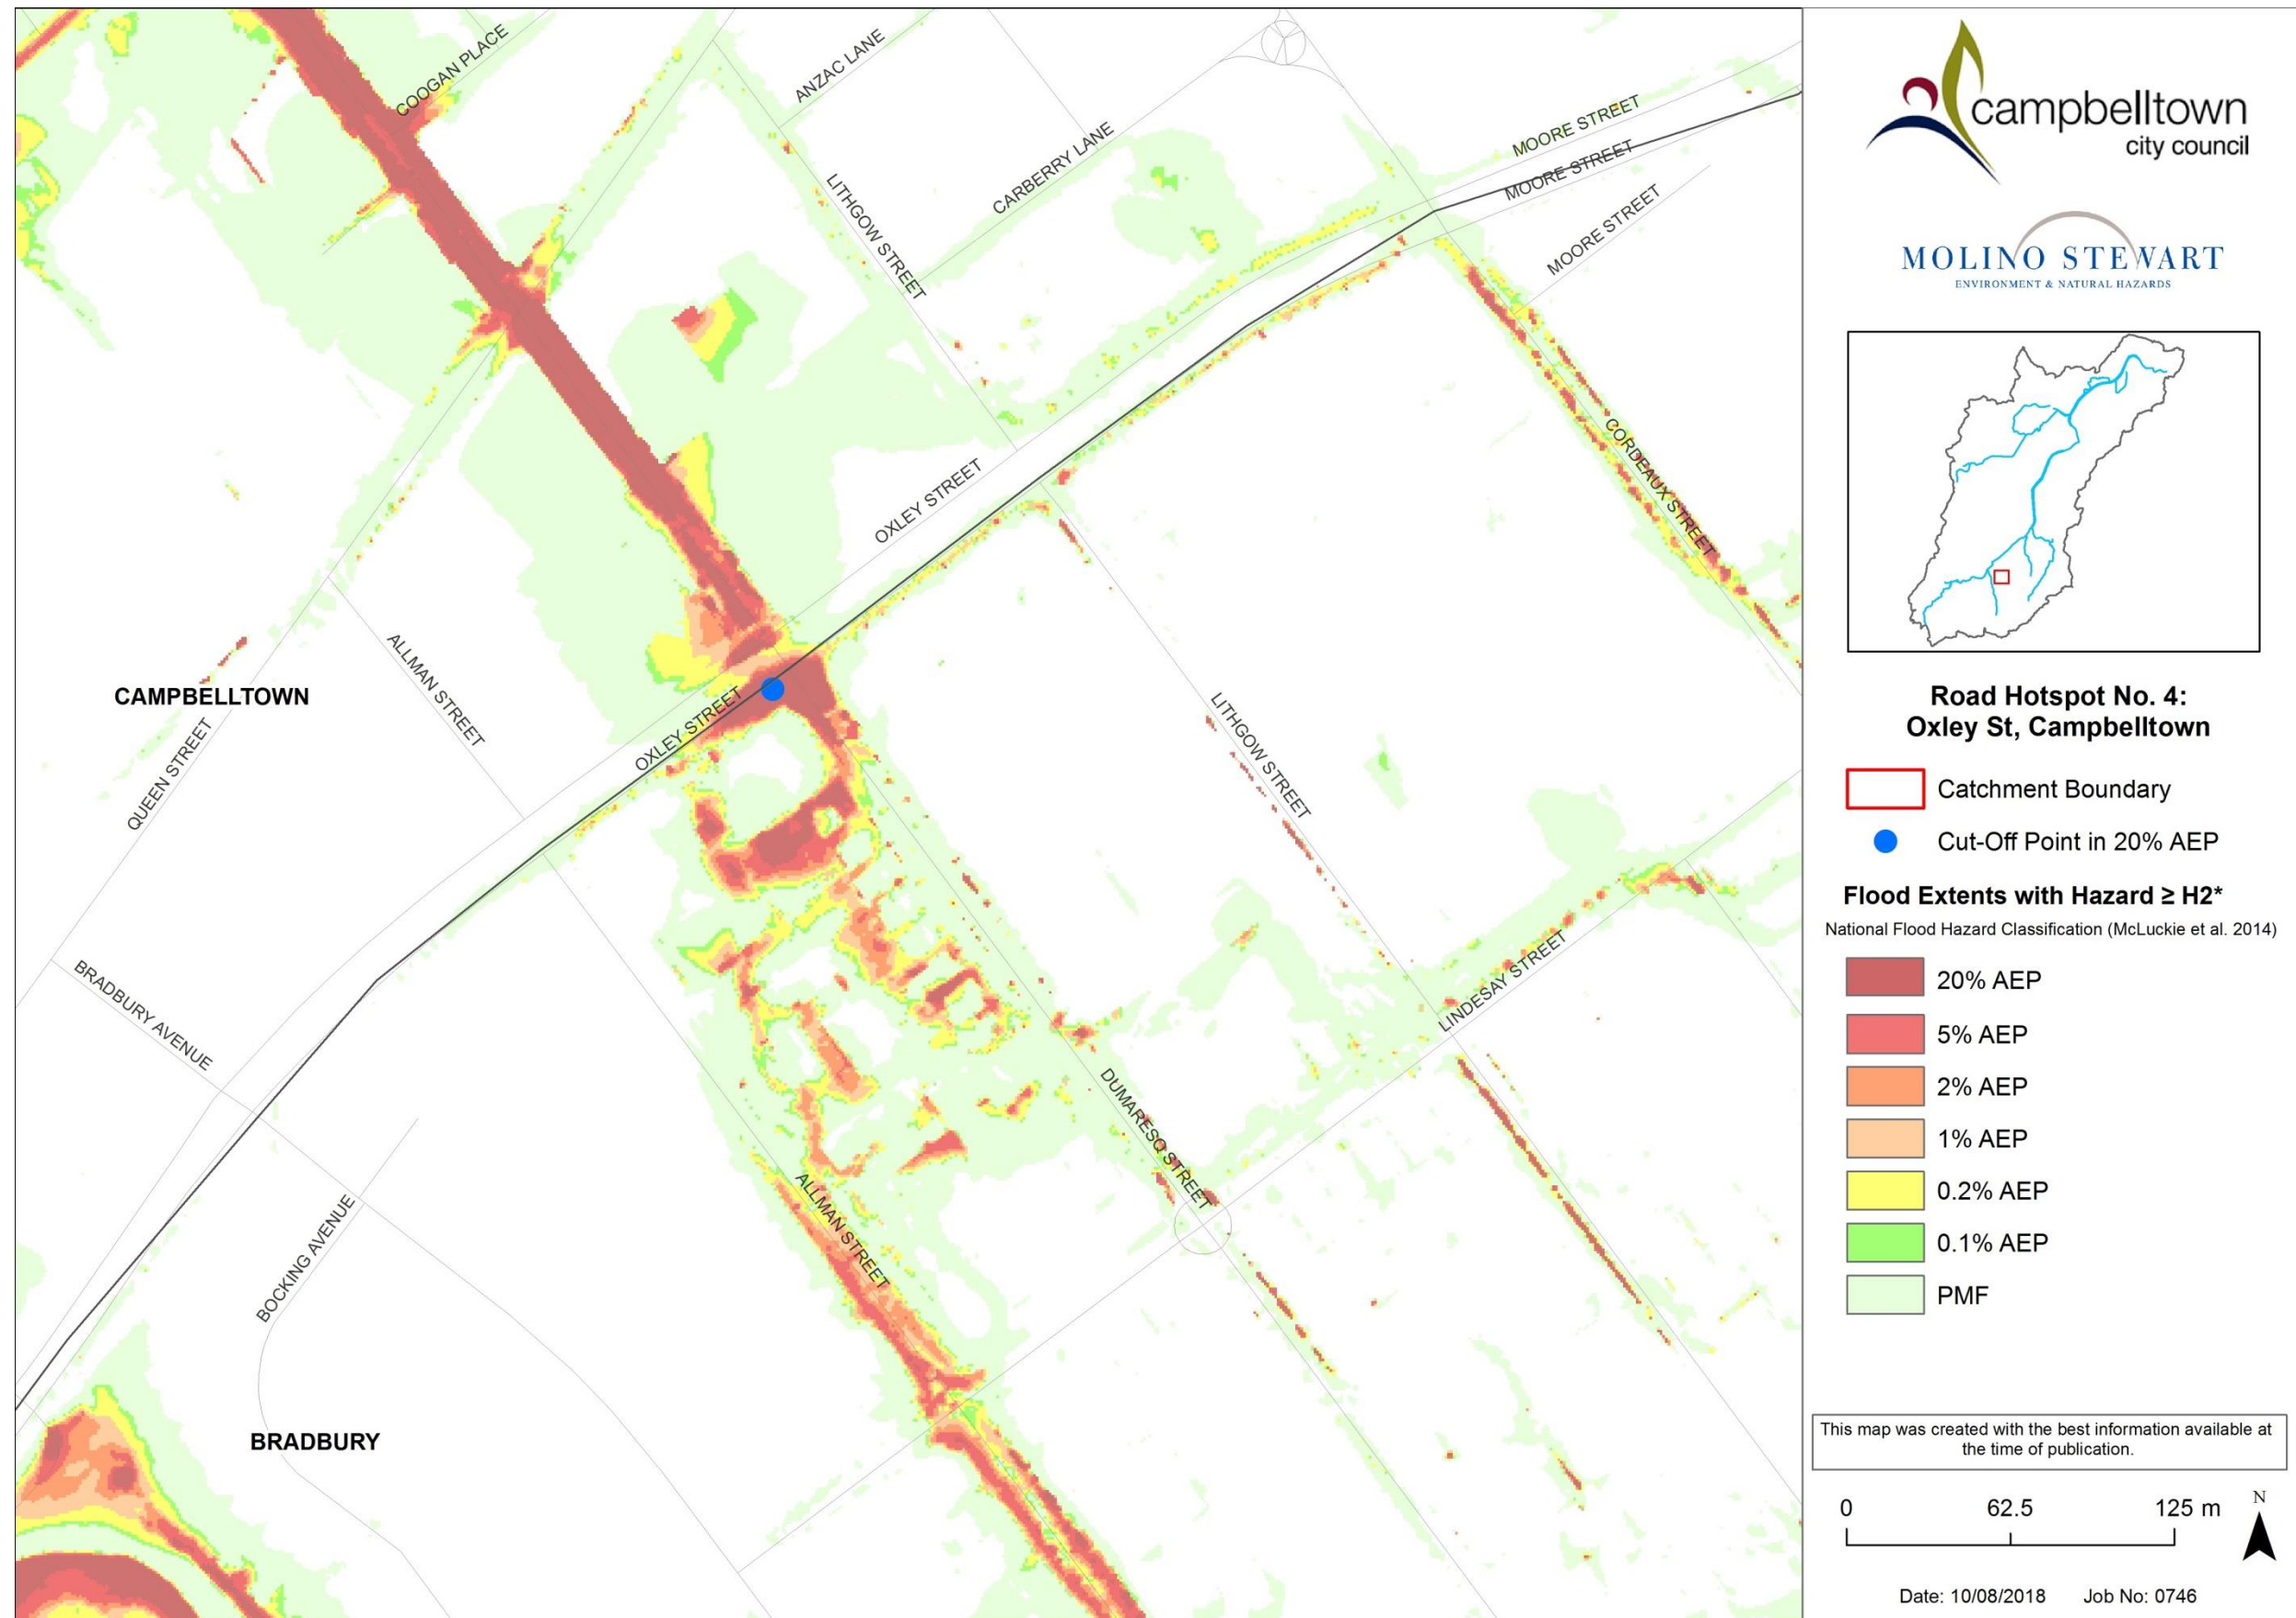 COOGAN PLACE
ANZAC LANE
CARBERRY LANE
LITHGOW STREET
MOORE STREET
MOORE STREET
MOORE STREET
OXLEY STREET
CORDEAUX STREET
ALLMAN STREET
CAMPBELLTOWN
QUEEN STREET
OXLEY STREET
LITHGOW STREET
BRADBURY AVENUE
LINDESAY STREET
DUMARESQ STREET
ALLMAN STREET
BOCKING AVENUE
BRADBURY
campbelltown
city council
MOLINO STEWART
ENVIRONMENT & NATURAL HAZARDS
Road Hotspot No. 4:
Oxley St, Campbelltown
Catchment Boundary
Cut-Off Point in 20% AEP
Flood Extents with Hazard ≥ H2*
National Flood Hazard Classification (McLuckie et al. 2014)
20% AEP
5% AEP
2% AEP
1% AEP
0.2% AEP
0.1% AEP
PMF
This map was created with the best information available at
the time of publication.
0 62.5 125 m
N
Date: 10/08/2018 Job No: 0746